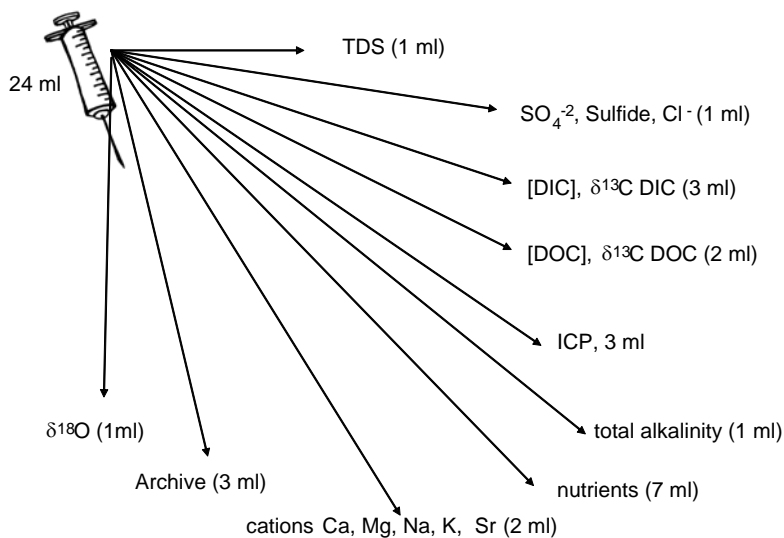 TDS (1 ml)
24 ml
SO₄⁻², Sulfide, Cl⁻ (1 ml)
[DIC], δ¹³C DIC (3 ml)
[DOC], δ¹³C DOC (2 ml)
ICP, 3 ml
δ¹⁸O (1ml)
total alkalinity (1 ml)
Archive (3 ml)
nutrients (7 ml)
cations Ca, Mg, Na, K, Sr (2 ml)